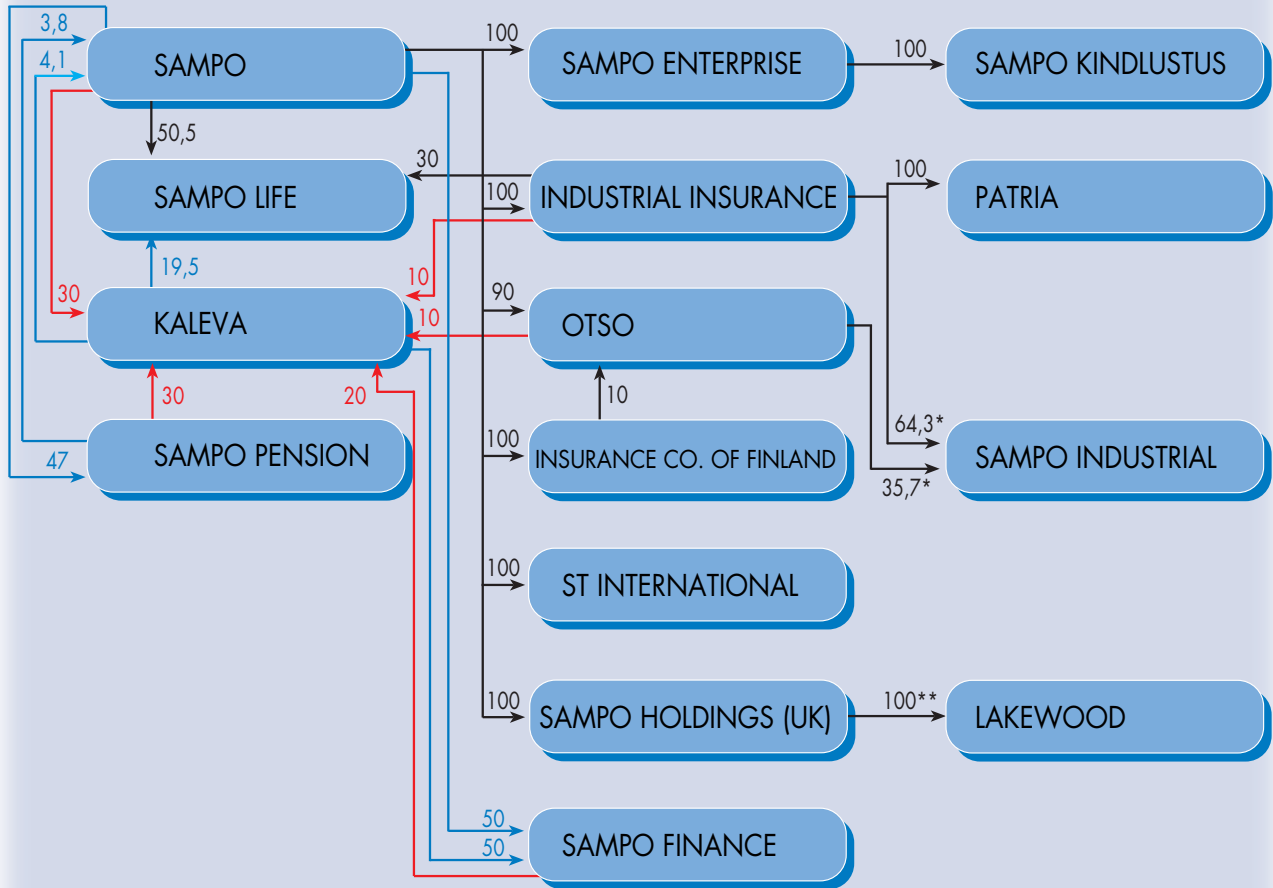 3,8
100
100
SAMPO
SAMPO ENTERPRISE
SAMPO KINDLUSTUS
4,1
50,5
30
100
100
SAMPO LIFE
INDUSTRIAL INSURANCE
PATRIA
19,5
10
30
90
10
KALEVA
OTSO
30
20
10
64,3*
100
SAMPO PENSION
INSURANCE CO. OF FINLAND
SAMPO INDUSTRIAL
47
35,7*
100
ST INTERNATIONAL
100
100**
SAMPO HOLDINGS (UK)
LAKEWOOD
50
50
SAMPO FINANCE